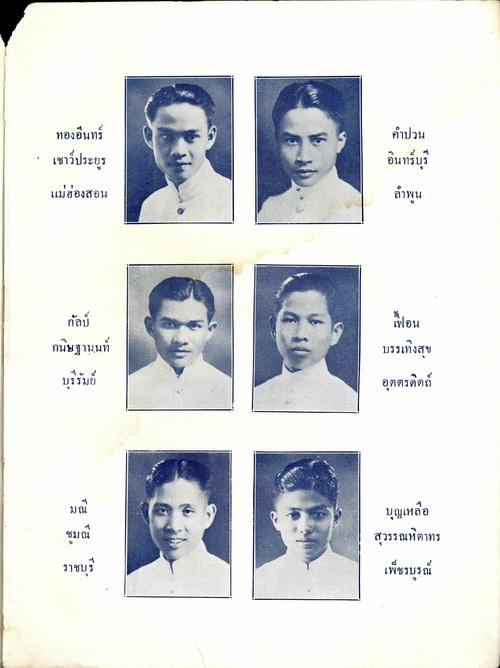 ทองอินทร์
เชาว์ประยูร
แม่ฮ่องสอน
คำปวน
อินทร์บุรี
ลำพูน
กัลป์
กนิษฐานนท์
บุรีรัมย์
เฟื่อน
บรรเทิงสุข
อุตตรดิตถ์
มณี
ชูมณี
ราชบุรี
บุญเหลือ
สุวรรณหิตาทร
เพ็ชรบูรณ์